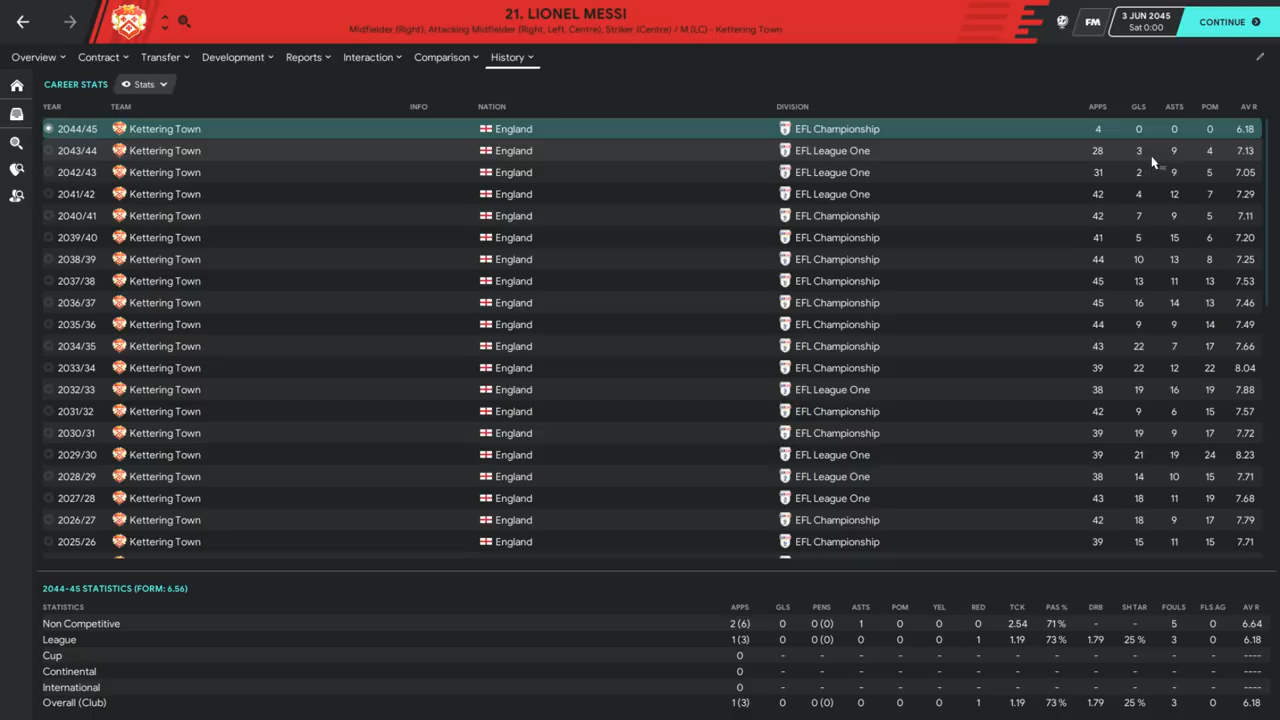 21. LIONEL MESSI
Midfielder (Right), Attacking Midfielder (Right, Left, Centre), Striker (Centre) / M (LC) - Kettering Town
FM
3 JUN 2045
Sat 0:00
CONTINUE
Overview Contract Transfer Development Reports Interaction Comparison History
CAREER STATS Stats
YEAR TEAM INFO NATION DIVISION APPS GLS ASTS POM AV R
2044/45 Kettering Town England EFL Championship 4 0 0 0 6.18
2043/44 Kettering Town England EFL League One 28 3 9 4 7.13
2042/43 Kettering Town England EFL League One 31 2 9 5 7.05
2041/42 Kettering Town England EFL League One 42 4 12 7 7.29
2040/41 Kettering Town England EFL Championship 42 7 9 5 7.11
2039/40 Kettering Town England EFL Championship 41 5 15 6 7.20
2038/39 Kettering Town England EFL Championship 44 10 13 8 7.25
2037/38 Kettering Town England EFL Championship 45 13 11 13 7.53
2036/37 Kettering Town England EFL Championship 45 16 14 13 7.46
2035/36 Kettering Town England EFL Championship 44 9 9 14 7.49
2034/35 Kettering Town England EFL Championship 43 22 7 17 7.66
2033/34 Kettering Town England EFL Championship 39 22 12 22 8.04
2032/33 Kettering Town England EFL League One 38 19 16 19 7.88
2031/32 Kettering Town England EFL Championship 42 9 6 15 7.57
2030/31 Kettering Town England EFL Championship 39 19 9 17 7.72
2029/30 Kettering Town England EFL League One 39 21 19 24 8.23
2028/29 Kettering Town England EFL League One 38 14 10 15 7.71
2027/28 Kettering Town England EFL League One 43 18 11 19 7.68
2026/27 Kettering Town England EFL Championship 42 18 9 17 7.79
2025/26 Kettering Town England EFL Championship 39 15 11 15 7.71
2044-45 STATISTICS (FORM: 6.56)
STATISTICS APPS GLS PENS ASTS POM YEL RED TCK PAS % DRB SH TAR FOULS FLS AG AV R
Non Competitive 2 (6) 0 0 (0) 1 0 0 0 2.54 71 % - - 5 0 6.64
League 1 (3) 0 0 (0) 0 0 0 1 1.19 73 % 1.79 25 % 3 0 6.18
Cup 0 - - - - - - - - - - - - ----
Continental 0 - - - - - - - - - - - - ----
International 0 - - - - - - - - - - - - ----
Overall (Club) 1 (3) 0 0 (0) 0 0 0 1 1.19 73 % 1.79 25 % 3 0 6.18